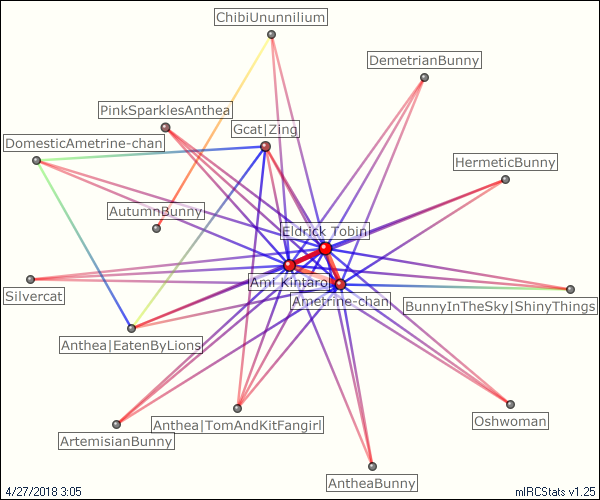 ChibiUnunnilium
DemetrianBunny
PinkSparklesAnthea
Gcat|Zing
DomesticAmetrine-chan
HermeticBunny
AutumnBunny
Eldrick Tobin
Ami Kintaro
Ametrine-chan
Silvercat
BunnyInTheSky|ShinyThings
Anthea|EatenByLions
Anthea|TomAndKitFangirl
Oshwoman
ArtemisianBunny
AntheaBunny
4/27/2018 3:05
mIRCStats v1.25